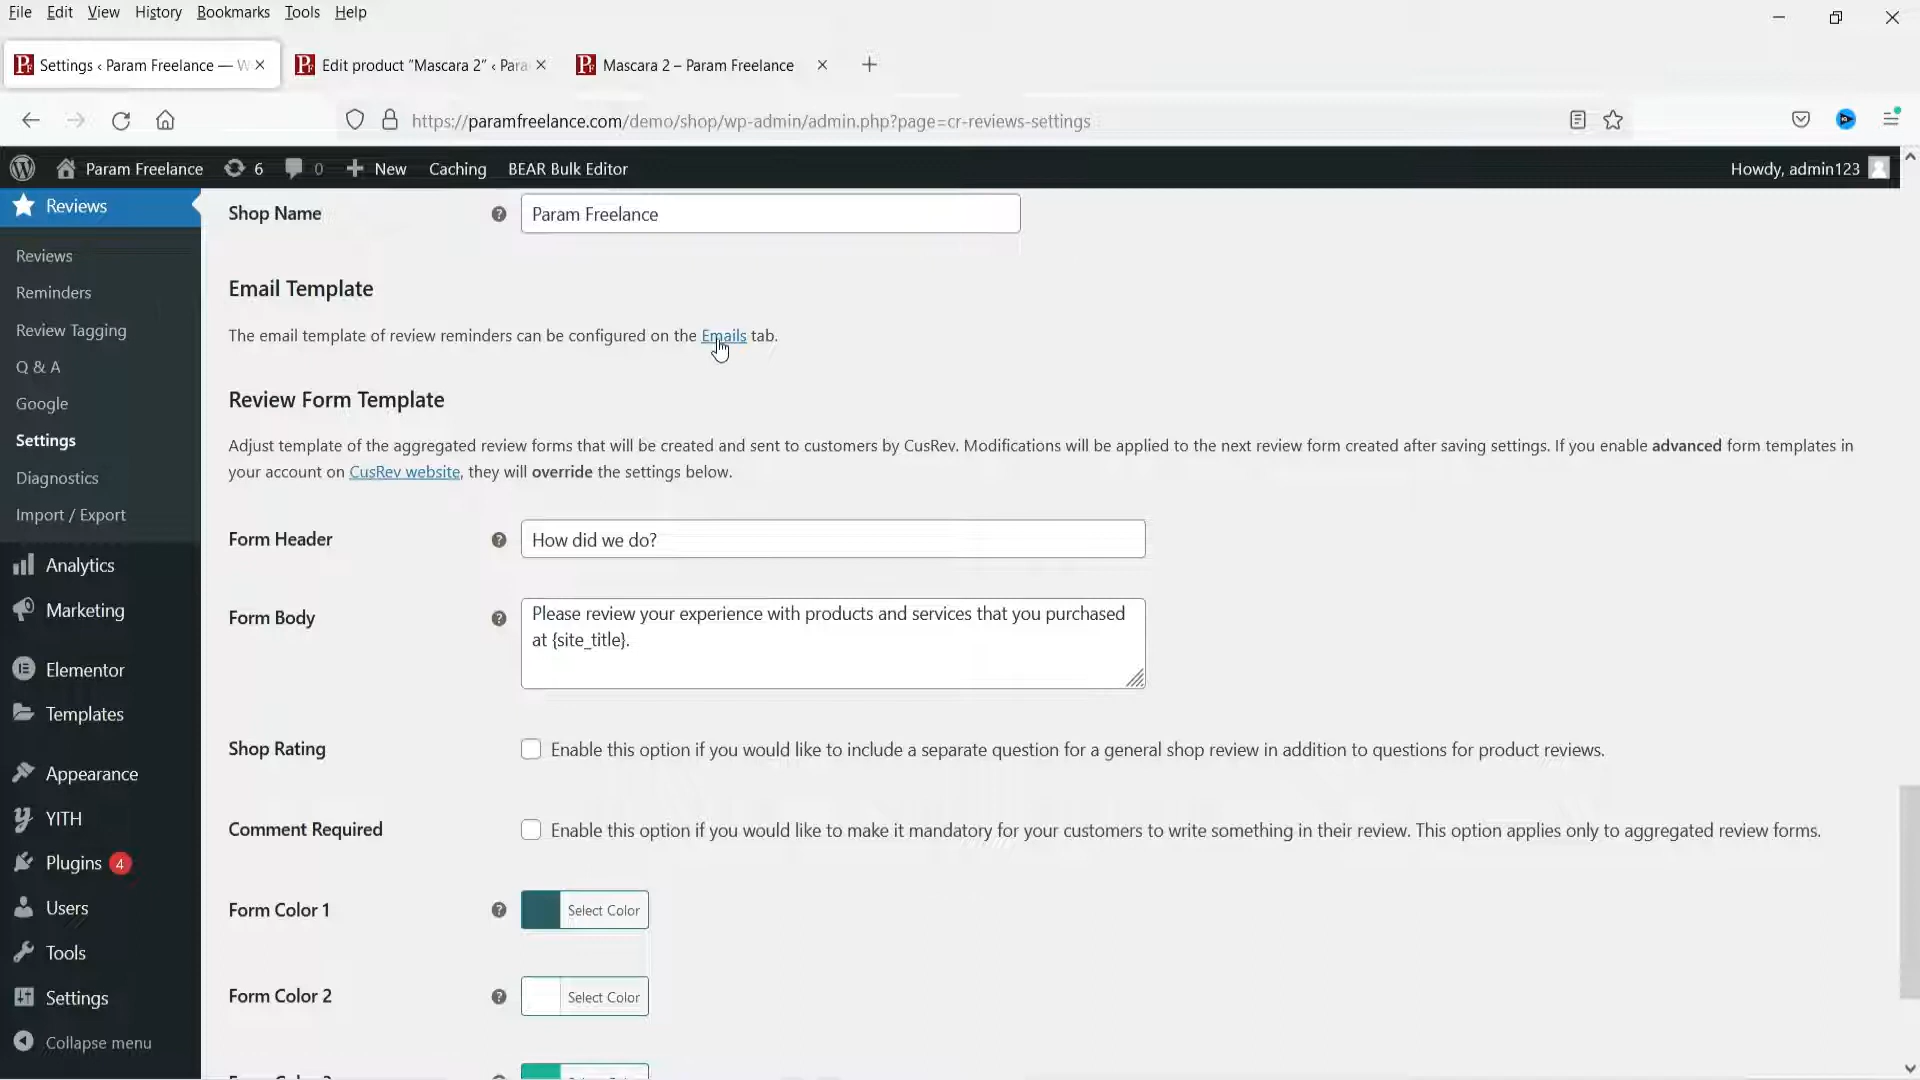 File Edit View History Bookmarks Tools Help
Settings ‹ Param Freelance — W
Edit product “Mascara 2” ‹ Para
Mascara 2 – Param Freelance
https://paramfreelance.com/demo/shop/wp-admin/admin.php?page=cr-reviews-settings
Param Freelance 6 0 New Caching BEAR Bulk Editor Howdy, admin123
Reviews
Reviews
Reminders
Review Tagging
Q & A
Google
Settings
Diagnostics
Import / Export
Analytics
Marketing
Elementor
Templates
Appearance
YITH
Plugins 4
Users
Tools
Settings
Collapse menu
Shop Name
Param Freelance
Email Template
The email template of review reminders can be configured on the Emails tab.
Review Form Template
Adjust template of the aggregated review forms that will be created and sent to customers by CusRev. Modifications will be applied to the next review form created after saving settings. If you enable advanced form templates in
your account on CusRev website, they will override the settings below.
Form Header
How did we do?
Form Body
Please review your experience with products and services that you purchased
at {site_title}.
Shop Rating
Enable this option if you would like to include a separate question for a general shop review in addition to questions for product reviews.
Comment Required
Enable this option if you would like to make it mandatory for your customers to write something in their review. This option applies only to aggregated review forms.
Form Color 1
Select Color
Form Color 2
Select Color